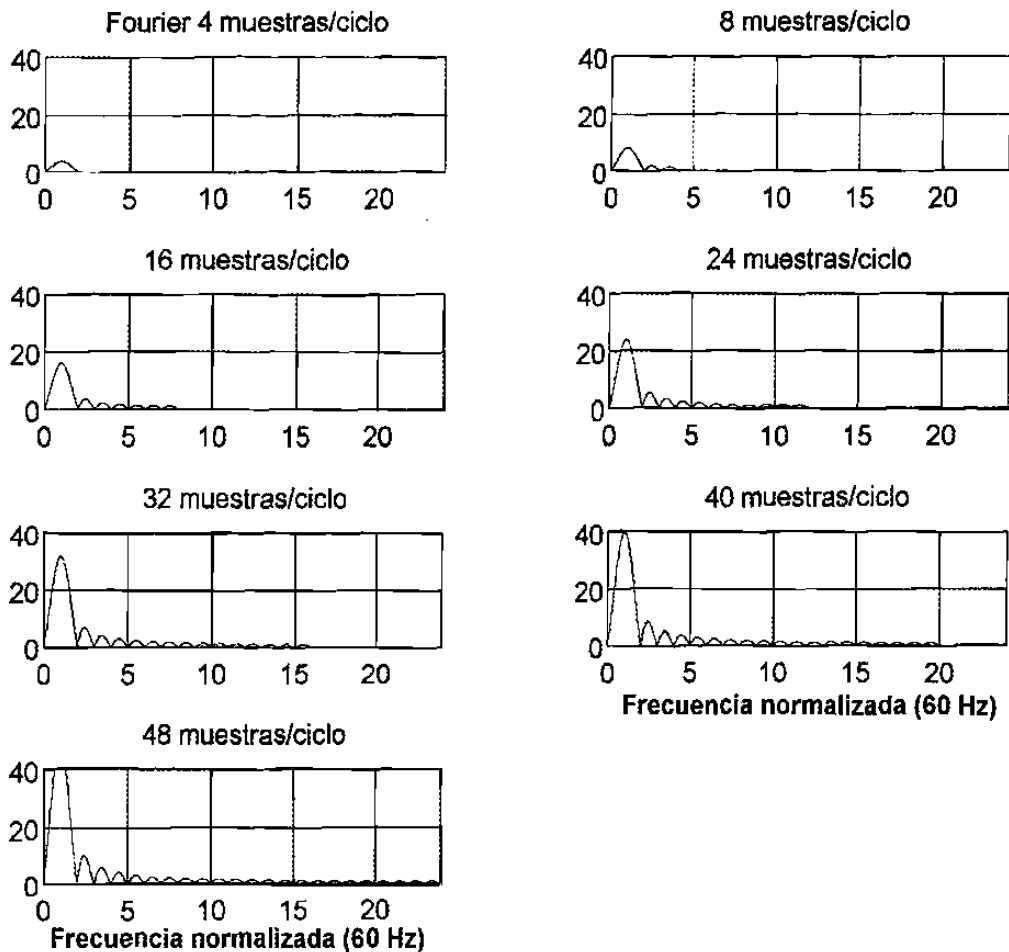 Fourier 4 muestras/ciclo
40
20
0
0 5 10 15 20
8 muestras/ciclo
40
20
0
0 5 10 15 20
16 muestras/ciclo
40
20
0
0 5 10 15 20
24 muestras/ciclo
40
20
0
0 5 10 15 20
32 muestras/ciclo
40
20
0
0 5 10 15 20
40 muestras/ciclo
40
20
0
0 5 10 15 20
Frecuencia normalizada (60 Hz)
48 muestras/ciclo
40
20
0
0 5 10 15 20
Frecuencia normalizada (60 Hz)